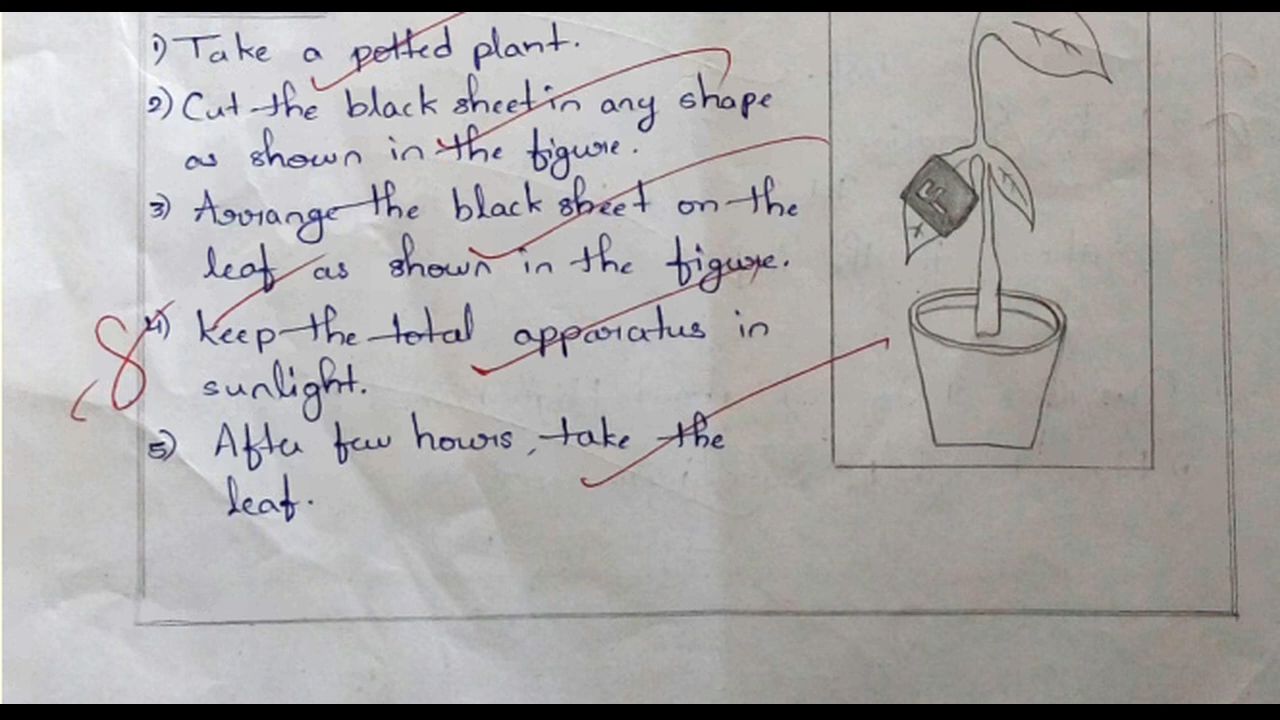 1) Take a potted plant.
2) Cut the black sheet in any shape
as shown in the figure.
3) Arrange the black sheet on the
leaf as shown in the figure.
4) Keep the total apparatus in
sunlight.
8
5) After few hours, take the
leaf.